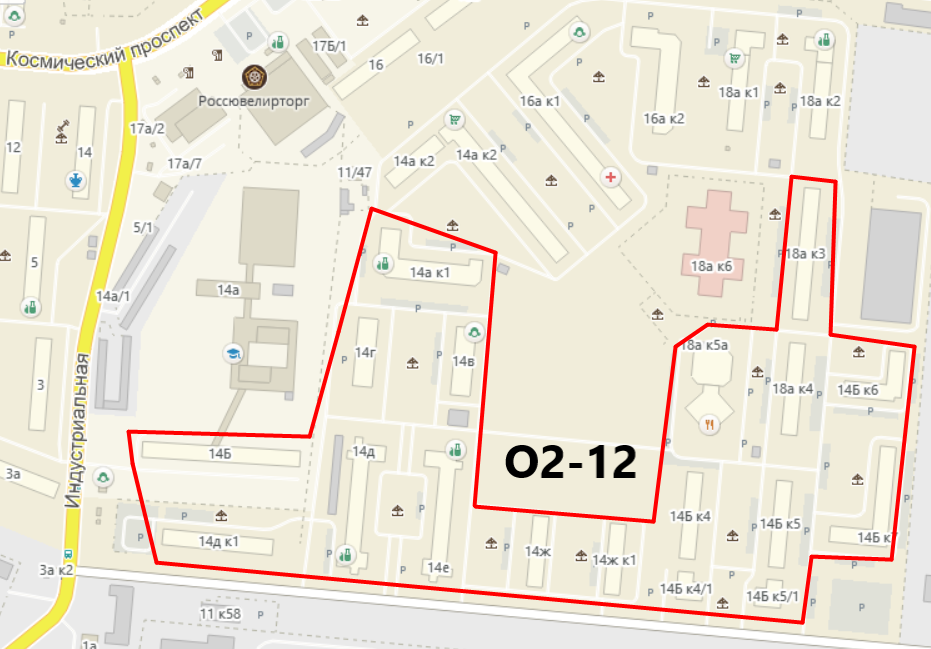 Космический проспект
17Б/1
16
16/1
Россювелирторг
16а к1
16а к2
18а к1
18а к2
17а/2
12
14
17а/7
14а к2
14а к2
11/47
5/1
5
14а/1
14а
14а к1
18а к6
18а к3
14г
14в
18а к5а
3
Индустриальная
18а к4
14Б к6
14Б
14д
О2-12
3а
14д к1
14Б к4
14Б к5
14Б к7
14ж
14ж к1
14е
3а к2
14Б к4/1
14Б к5/1
11 к58
1а
P